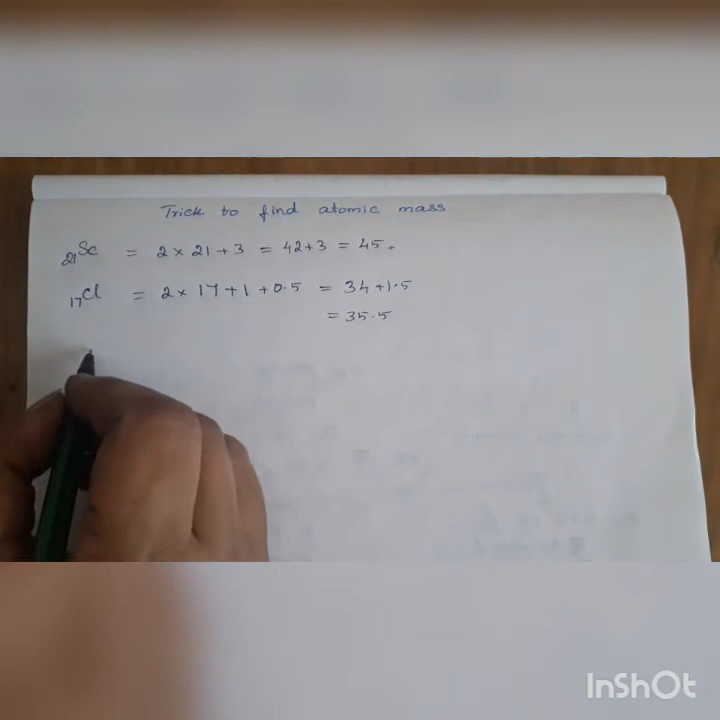 Trick to find atomic mass
₂₁Sc = 2 × 21 + 3 = 42 + 3 = 45.
₁₇Cl = 2 × 17 + 1 + 0.5 = 34 + 1.5
= 35.5
InShOt